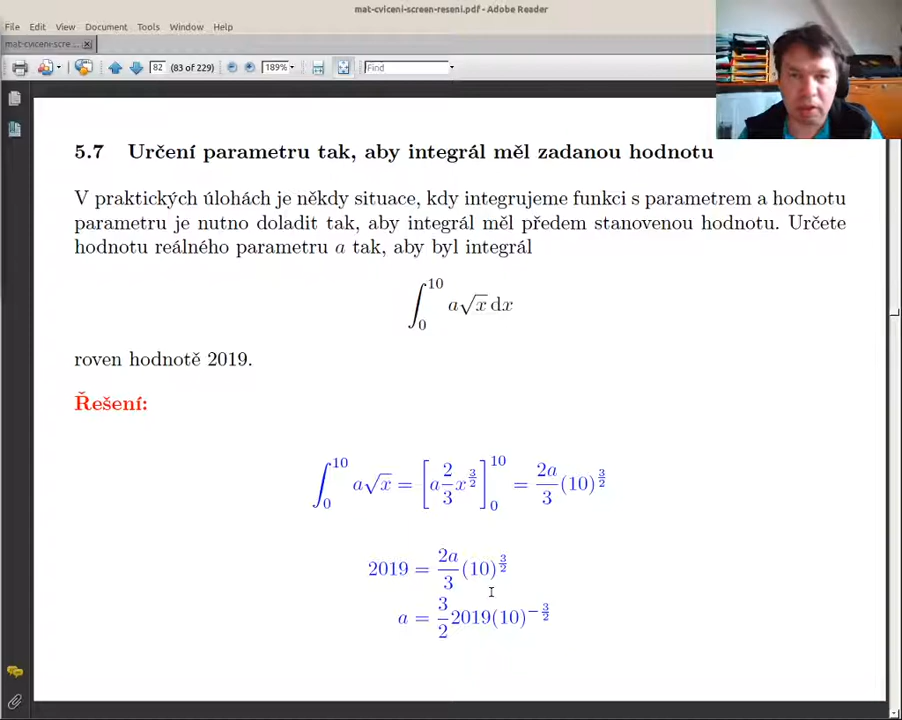 mat-cviceni-screen-reseni.pdf - Adobe Reader
File Edit View Document Tools Window Help
mat-cviceni-scre...
82 (83 of 229) 189% Find
5.7 Určení parametru tak, aby integrál měl zadanou hodnotu
V praktických úlohách je někdy situace, kdy integrujeme funkci s parametrem a hodnotu
parametru je nutno doladit tak, aby integrál měl předem stanovenou hodnotu. Určete
hodnotu reálného parametru a tak, aby byl integrál
∫₀¹⁰ a√x dx
roven hodnotě 2019.
Řešení:
∫₀¹⁰ a√x = [a 2/3 x^(3/2)]₀¹⁰ = 2a/3 (10)^(3/2)
2019 = 2a/3 (10)^(3/2)
a = 3/2 2019(10)^(−3/2)